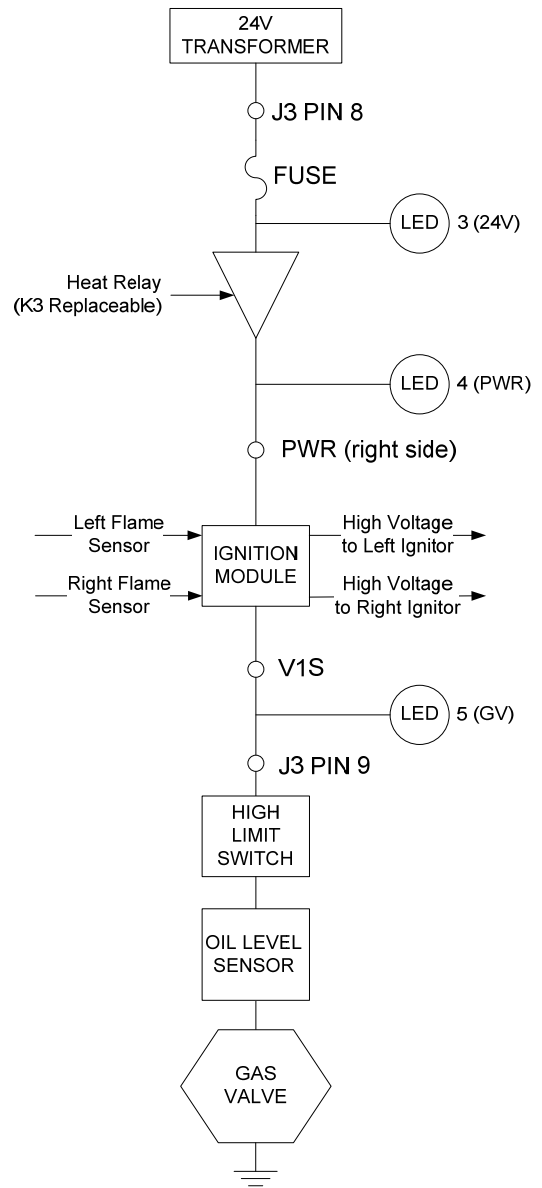 24V
TRANSFORMER
J3 PIN 8
FUSE
LED 3 (24V)
Heat Relay
(K3 Replaceable)
LED 4 (PWR)
PWR (right side)
Left Flame
Sensor
Right Flame
Sensor
IGNITION
MODULE
High Voltage
to Left Ignitor
High Voltage
to Right Ignitor
V1S
LED 5 (GV)
J3 PIN 9
HIGH
LIMIT
SWITCH
OIL LEVEL
SENSOR
GAS
VALVE